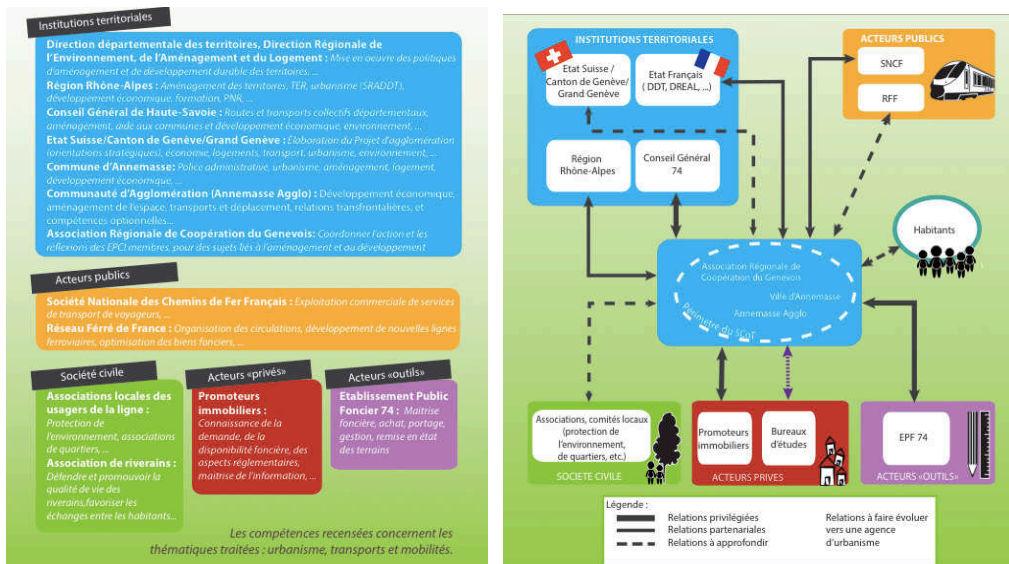 Institutions territoriales
Direction départementale des territoires, Direction Régionale de
l'Environnement, de l'Aménagement et du Logement : Mise en oeuvre des politiques
d'aménagement et de développement durable des territoires, ...
Région Rhône-Alpes : Aménagement des territoires, TER, urbanisme (SRADDT),
développement économique, formation, PNR, ...
Conseil Général de Haute-Savoie : Routes et transports collectifs départementaux,
aménagement, aide aux communes et développement économique, environnement, ...
Etat Suisse/Canton de Genève/Grand Genève : Elaboration du Projet d'agglomération
(orientations stratégiques), économie, logements, transport, urbanisme, environnement, ...
Commune d'Annemasse: Police administrative, urbanisme, aménagement, logement,
développement économique, ...
Communauté d'Agglomération (Annemasse Agglo) : Développement économique,
aménagement de l'espace, transports et déplacement, relations transfrontalières, et
compétences optionnelles...
Association Régionale de Coopération du Genevois: Coordonner l'action et les
réflexions des EPCI membres, pour des sujets liés à l'aménagement et au développement
Acteurs publics
Société Nationale des Chemins de Fer Français : Exploitation commerciale de services
de transport de voyageurs, ...
Réseau Férré de France : Organisation des circulations, développement de nouvelles lignes
ferroviaires, optimisation des biens fonciers, ...
Société civile
Associations locales des
usagers de la ligne :
Protection de
l'environnement, associations
de quartiers, ...
Association de riverains :
Défendre et promouvoir la
qualité de vie des
riverains,favoriser les
échanges entre les habitants...
Acteurs «privés»
Promoteurs
immobiliers :
Connaissance de la
demande, de la
disponibilité foncière, des
aspects réglementaires,
maitrise de l'information, ...
Acteurs «outils»
Etablissement Public
Foncier 74 : Maitrise
foncière, achat, portage,
gestion, remise en état
des terrains
Les compétences recensées concernent les
thématiques traitées : urbanisme, transports et mobilités.
INSTITUTIONS TERRITORIALES
Etat Suisse /
Canton de Genève/
Grand Genève
Etat Français
( DDT, DREAL, ...)
Région
Rhône-Alpes
Conseil Général
74
ACTEURS PUBLICS
SNCF
RFF
Habitants
Association Régionale de
Coopération du Genevois
Ville d'Annemasse
Annemasse Agglo
Périmetre du SCoT
Associations, comités locaux
(protection de
l'environnement,
de quartiers, etc.)
SOCIETE CIVILE
Promoteurs
immobiliers
Bureaux
d'études
ACTEURS PRIVES
EPF 74
ACTEURS «OUTILS»
Légende :
Relations privilégiées
Relations partenariales
Relations à approfondir
Relations à faire évoluer
vers une agence
d'urbanisme